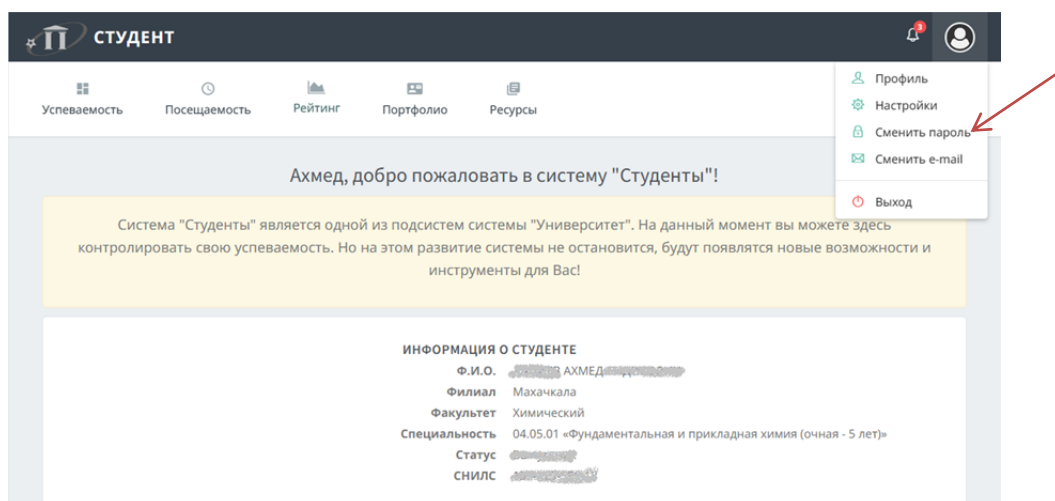 СТУДЕНТ
3
Успеваемость Посещаемость Рейтинг Портфолио Ресурсы
Профиль
Настройки
Сменить пароль
Сменить e-mail
Выход
Ахмед, добро пожаловать в систему "Студенты"!
Система "Студенты" является одной из подсистем системы "Университет". На данный момент вы можете здесь
контролировать свою успеваемость. Но на этом развитие системы не остановится, будут появлятся новые возможности и
инструменты для Вас!
ИНФОРМАЦИЯ О СТУДЕНТЕ
Ф.И.О. АХМЕД
Филиал Махачкала
Факультет Химический
Специальность 04.05.01 «Фундаментальная и прикладная химия (очная - 5 лет)»
Статус
СНИЛС